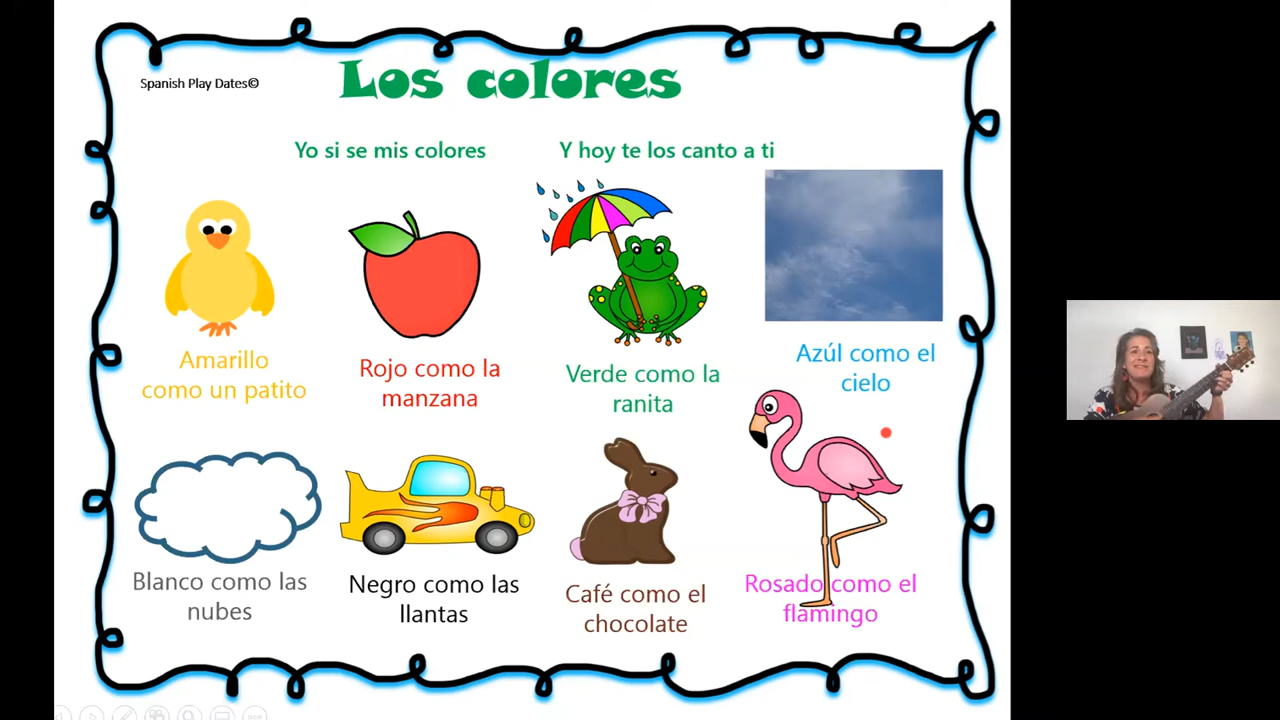 Spanish Play Dates©
Los colores
Yo si se mis colores
Y hoy te los canto a ti
Amarillo
como un patito
Rojo como la
manzana
Verde como la
ranita
Azúl como el
cielo
Blanco como las
nubes
Negro como las
llantas
Café como el
chocolate
Rosado como el
flamingo